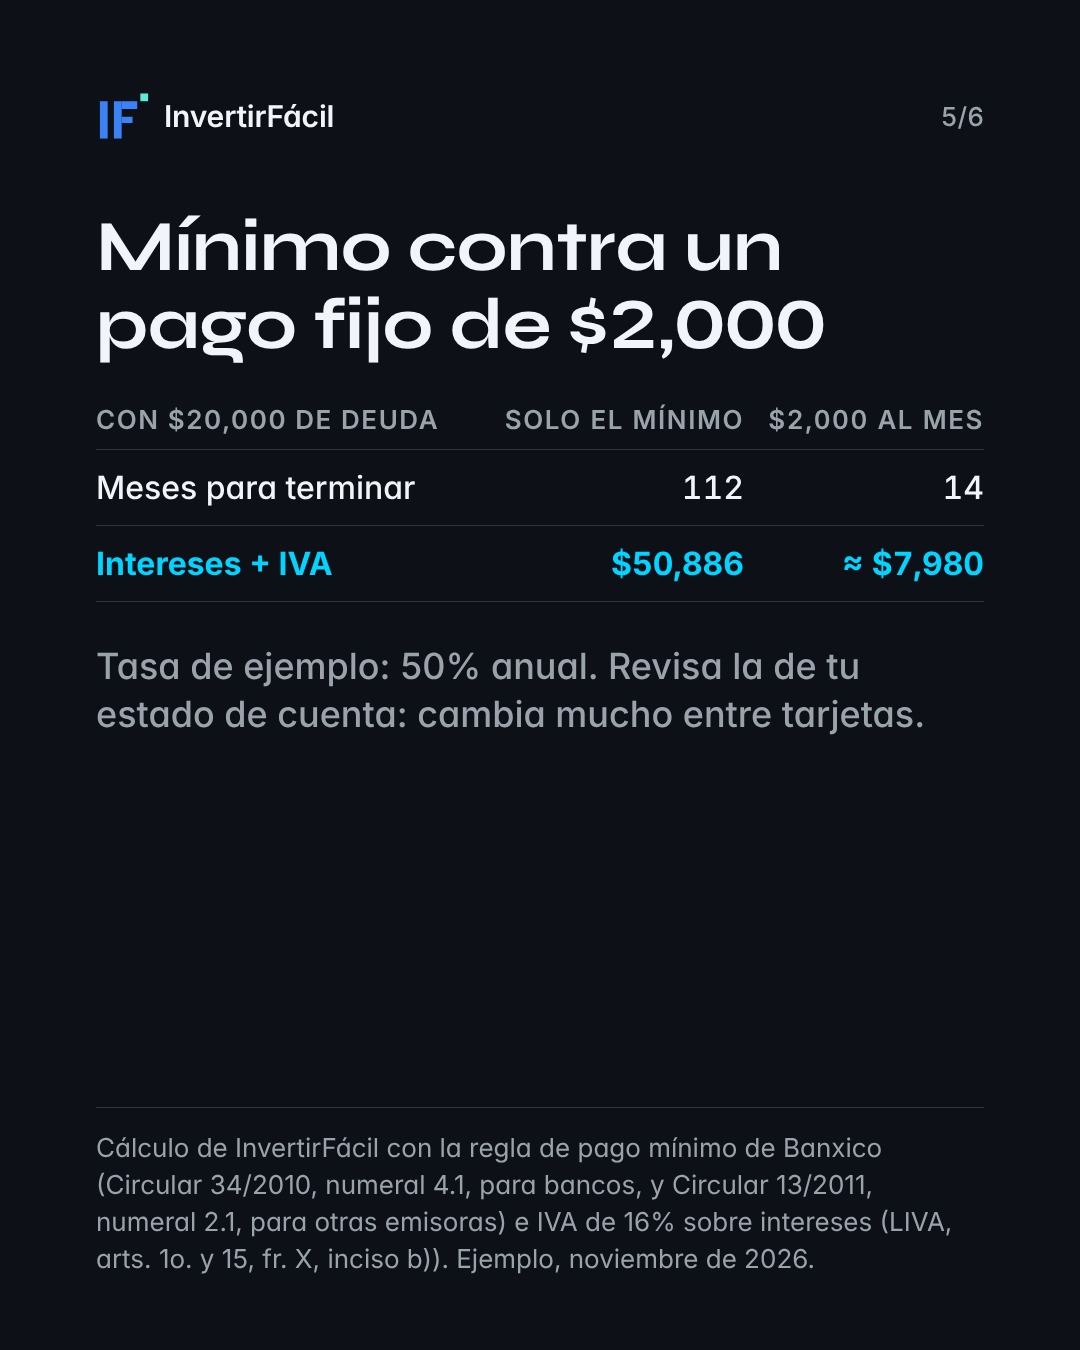 IF InvertirFácil 5/6
Mínimo contra un
pago fijo de $2,000
CON $20,000 DE DEUDA SOLO EL MÍNIMO $2,000 AL MES
Meses para terminar 112 14
Intereses + IVA $50,886 ≈ $7,980
Tasa de ejemplo: 50% anual. Revisa la de tu
estado de cuenta: cambia mucho entre tarjetas.
Cálculo de InvertirFácil con la regla de pago mínimo de Banxico
(Circular 34/2010, numeral 4.1, para bancos, y Circular 13/2011,
numeral 2.1, para otras emisoras) e IVA de 16% sobre intereses (LIVA,
arts. 1o. y 15, fr. X, inciso b)). Ejemplo, noviembre de 2026.